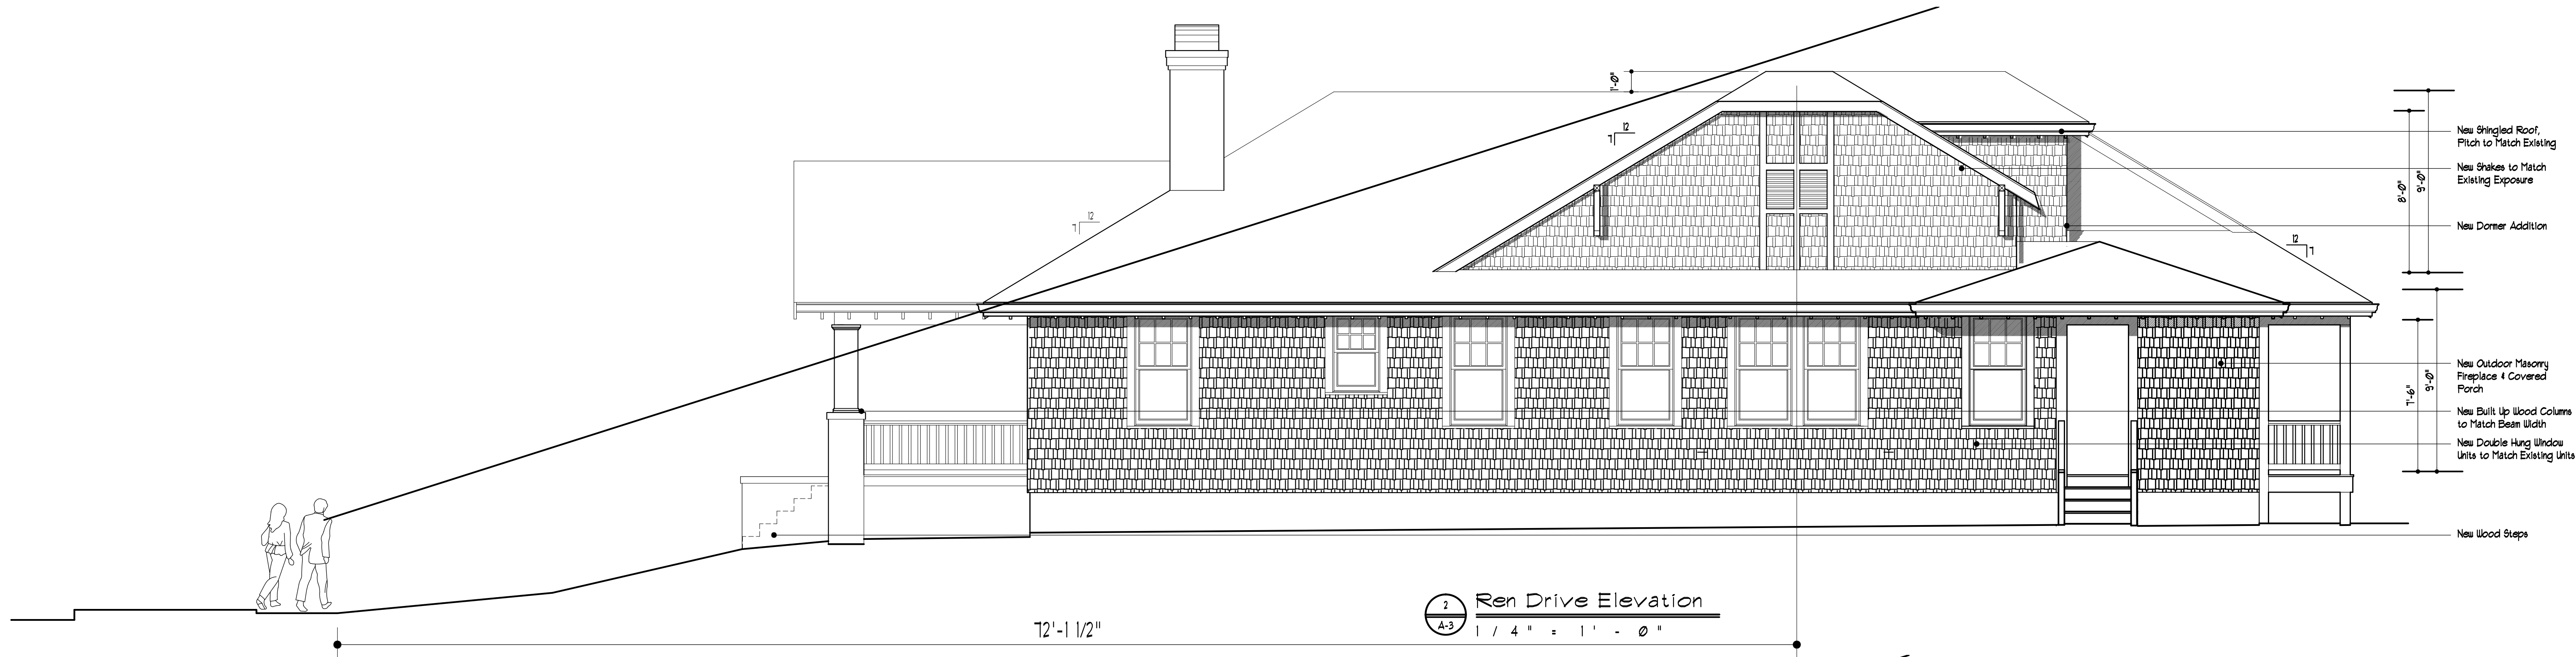 1'-0"
12
7
12
7
12
7
8'-0"
9'-0"
New Shingled Roof,
Pitch to Match Existing
New Shakes to Match
Existing Exposure
New Dormer Addition
7'-6"
9'-0"
New Outdoor Masonry
Fireplace & Covered
Porch
New Built Up Wood Columns
to Match Beam Width
New Double Hung Window
Units to Match Existing Units
New Wood Steps
2
A-3
Ren Drive Elevation
1/4" = 1'-0"
72'-1 1/2"